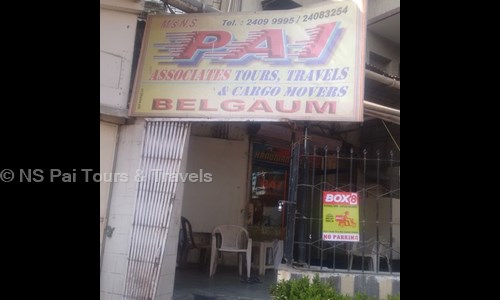 M/s. N.S. Tel. : 2409 9995 / 24083254
PAI
ASSOCIATES TOURS, TRAVELS
& CARGO MOVERS
BELGAUM
© NS Pai Tours & Travels
BOX8
NO PARKING